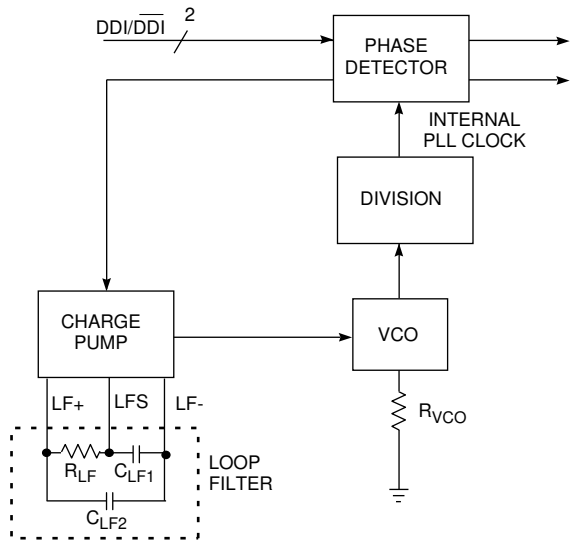 DDI/D̅D̅I̅
2
PHASE
DETECTOR
INTERNAL
PLL CLOCK
DIVISION
CHARGE
PUMP
VCO
LF+
LFS
LF-
RVCO
RLF
CLF1
LOOP
FILTER
CLF2